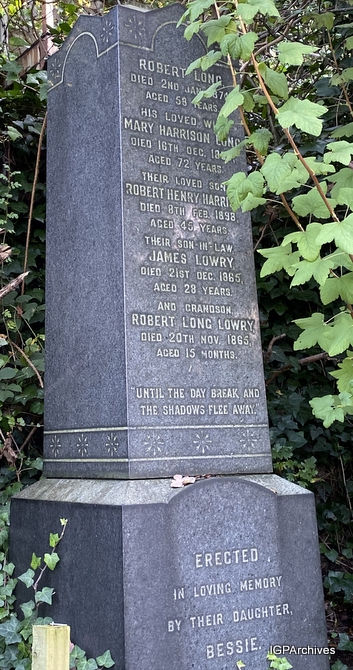 ROBERT LONG
DIED 2ND JAN.
AGED 58 YEARS.
HIS LOVED WIFE
MARY HARRISON LONG
DIED 16TH. DEC.
AGED 72 YEARS.
THEIR LOVED SON
ROBERT HENRY
DIED 8TH FEB. 1898
AGED 45 YEARS.
THEIR SON IN LAW
JAMES LOWRY,
DIED 21ST DEC. 1865,
AGED 29 YEARS.
AND GRANDSON,
ROBERT LONG LOWRY,
DIED 20TH NOV. 1865,
AGED 15 MONTHS.
"UNTIL THE DAY BREAK, AND
THE SHADOWS FLEE AWAY."
ERECTED
IN LOVING MEMORY
BY THEIR DAUGHTER,
BESSIE.
IGPArchives